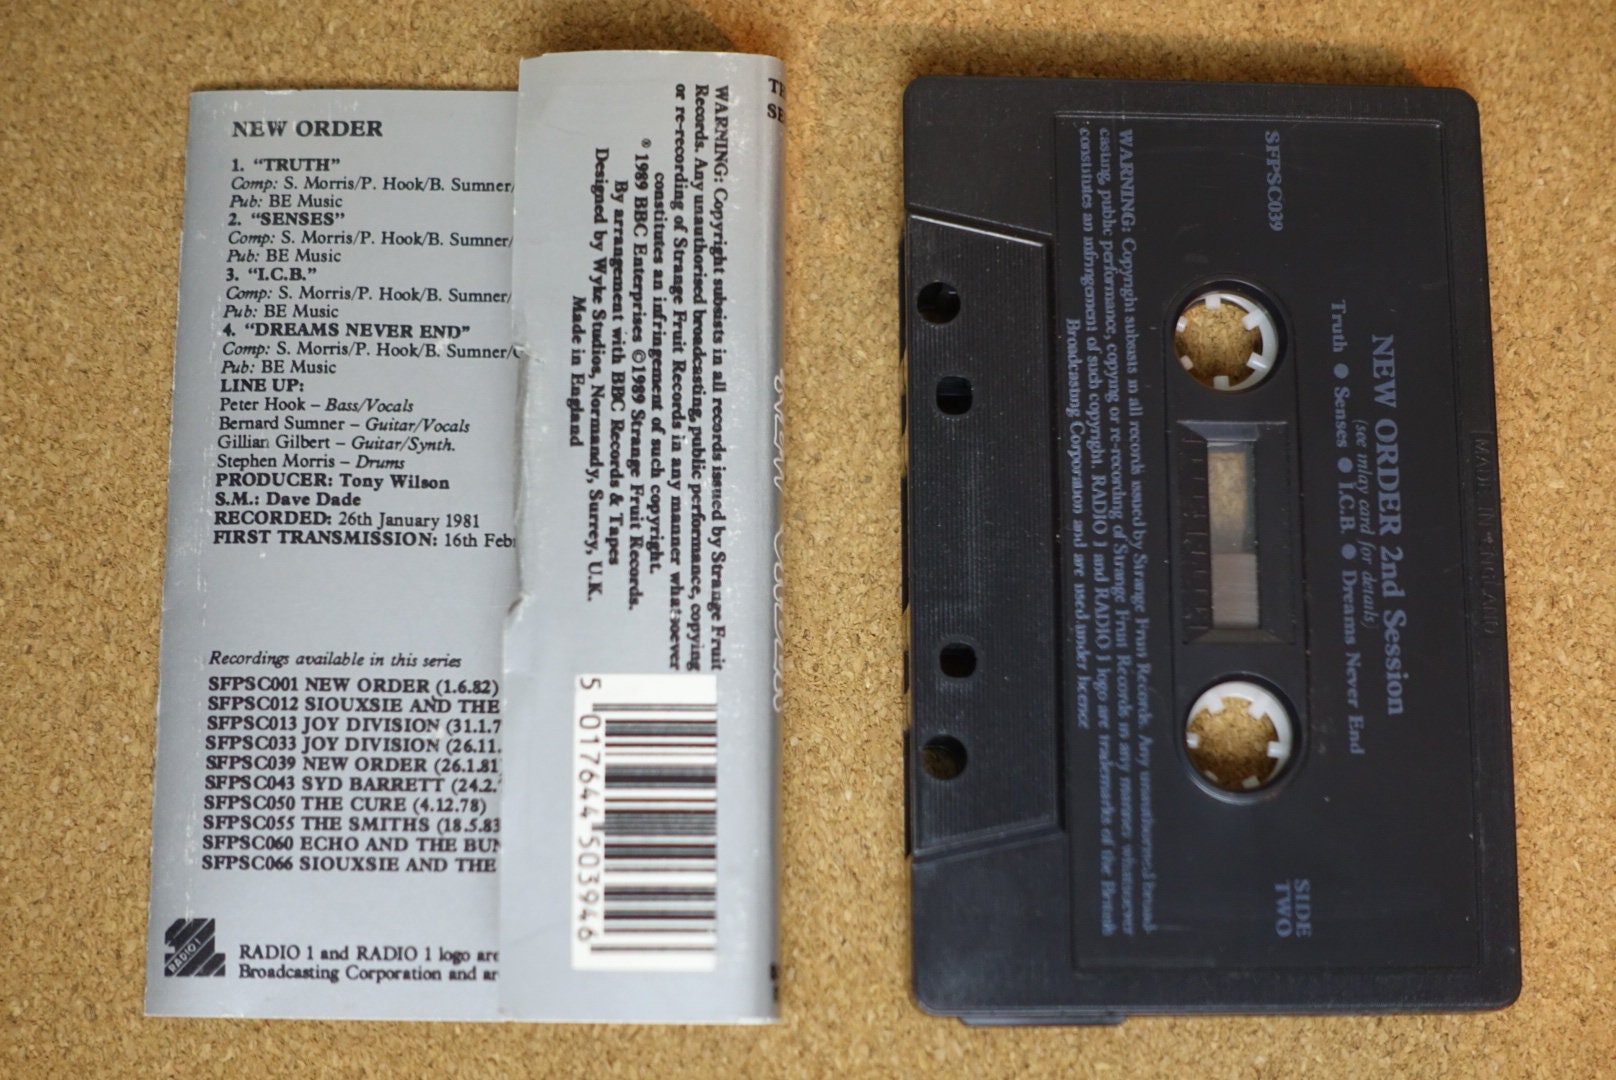 NEW ORDER
1. “TRUTH”
Comp: S. Morris/P. Hook/B. Sumner/
Pub: BE Music
2. “SENSES”
Comp: S. Morris/P. Hook/B. Sumner/
Pub: BE Music
3. “I.C.B.”
Comp: S. Morris/P. Hook/B. Sumner/
Pub: BE Music
4. “DREAMS NEVER END”
Comp: S. Morris/P. Hook/B. Sumner/
Pub: BE Music
LINE UP:
Peter Hook – Bass/Vocals
Bernard Sumner – Guitar/Vocals
Gillian Gilbert – Guitar/Synth.
Stephen Morris – Drums
PRODUCER: Tony Wilson
S.M.: Dave Dade
RECORDED: 26th January 1981
FIRST TRANSMISSION: 16th Feb
Recordings available in this series
SFPSC001 NEW ORDER (1.6.82)
SFPSC012 SIOUXSIE AND THE
SFPSC013 JOY DIVISION (31.1.7
SFPSC033 JOY DIVISION (26.11.
SFPSC039 NEW ORDER (26.1.81
SFPSC043 SYD BARRETT (24.2.
SFPSC050 THE CURE (4.12.78)
SFPSC055 THE SMITHS (18.5.83
SFPSC060 ECHO AND THE BUN
SFPSC066 SIOUXSIE AND THE
RADIO 1
RADIO 1 and RADIO 1 logo are
Broadcasting Corporation and ar
WARNING: Copyright subsists in all records issued by Strange Fruit
Records. Any unauthorised broadcasting, public performance, copying
or re-recording of Strange Fruit Records in any manner whatsoever
constitutes an infringement of such copyright.
℗ 1989 BBC Enterprises © 1989 Strange Fruit Records.
By arrangement with BBC Records & Tapes
Designed by Wyke Studios, Normandy, Surrey, U.K.
Made in England
5 017644 503946
SFPSC039
NEW ORDER 2nd Session
(see inlay card for details)
Truth ● Senses ● I.C.B. ● Dreams Never End
SIDE
TWO
WARNING: Copyright subsists in all records issued by Strange Fruit Records. Any unauthorised broad-
casting, public performance, copying or re-recording of Strange Fruit Records in any manner whatsoever
constitutes an infringement of such copyright. RADIO 1 and RADIO 1 logo are trademarks of the British
Broadcasting Corporation and are used under licence
MADE IN ENGLAND